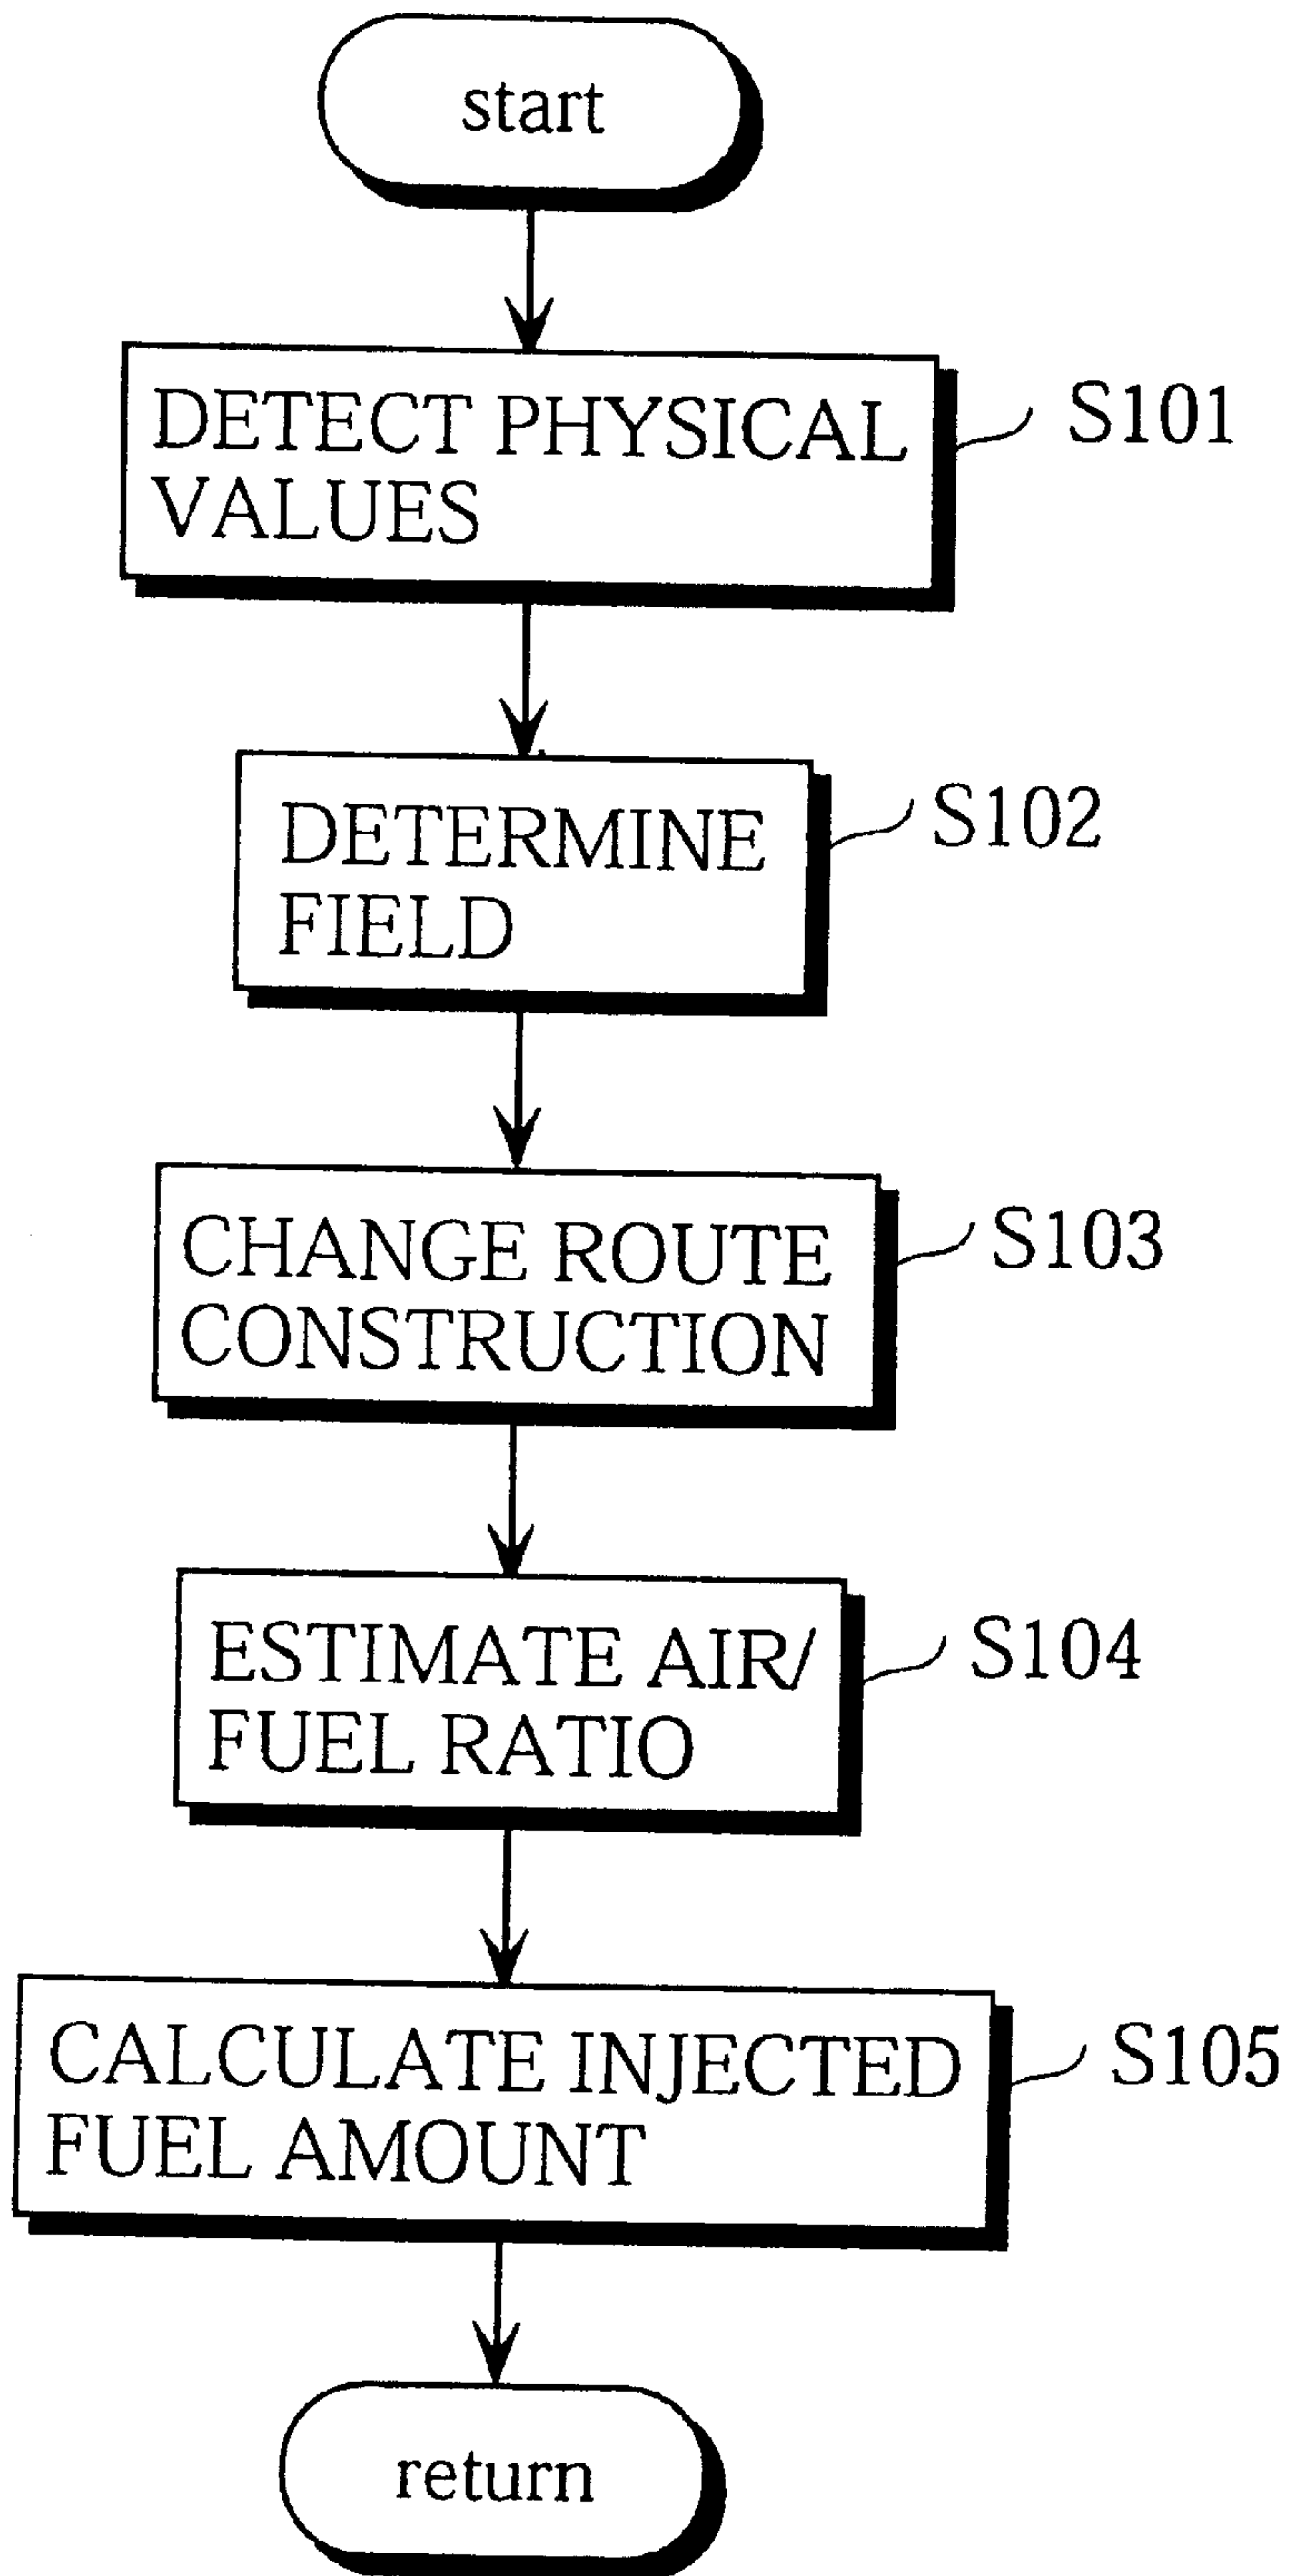 start
DETECT PHYSICAL
VALUES
S101
DETERMINE
FIELD
S102
CHANGE ROUTE
CONSTRUCTION
S103
ESTIMATE AIR/
FUEL RATIO
S104
CALCULATE INJECTED
FUEL AMOUNT
S105
return